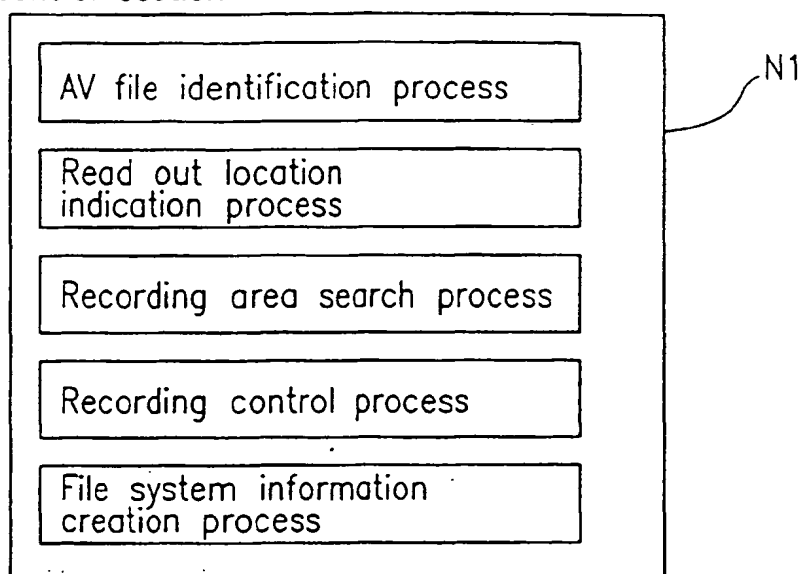 AV file identification process
N1
Read out location
indication process
Recording area search process
Recording control process
File system information
creation process